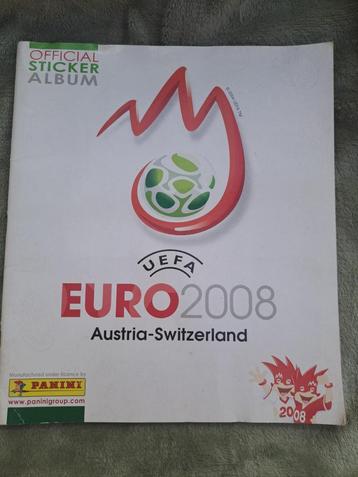 OFFICIAL
STICKER
ALBUM
UEFA
EURO2008
Austria-Switzerland
Manufactured under licence by
PANINI
www.paninigroup.com
2008